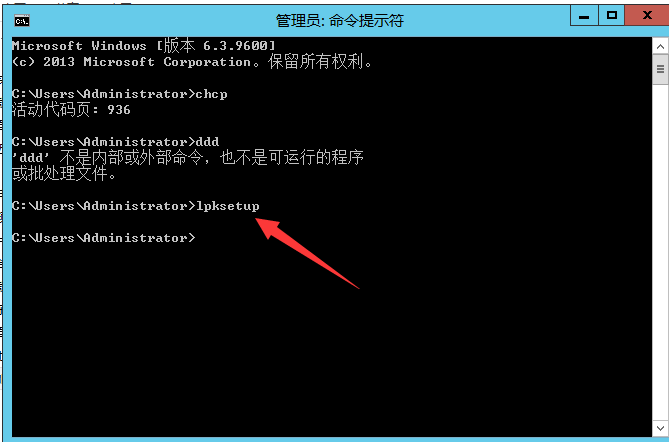 管理员: 命令提示符
Microsoft Windows [版本 6.3.9600]
(c) 2013 Microsoft Corporation。保留所有权利。
C:\Users\Administrator>chcp
活动代码页: 936
C:\Users\Administrator>ddd
'ddd' 不是内部或外部命令，也不是可运行的程序
或批处理文件。
C:\Users\Administrator>lpksetup
C:\Users\Administrator>